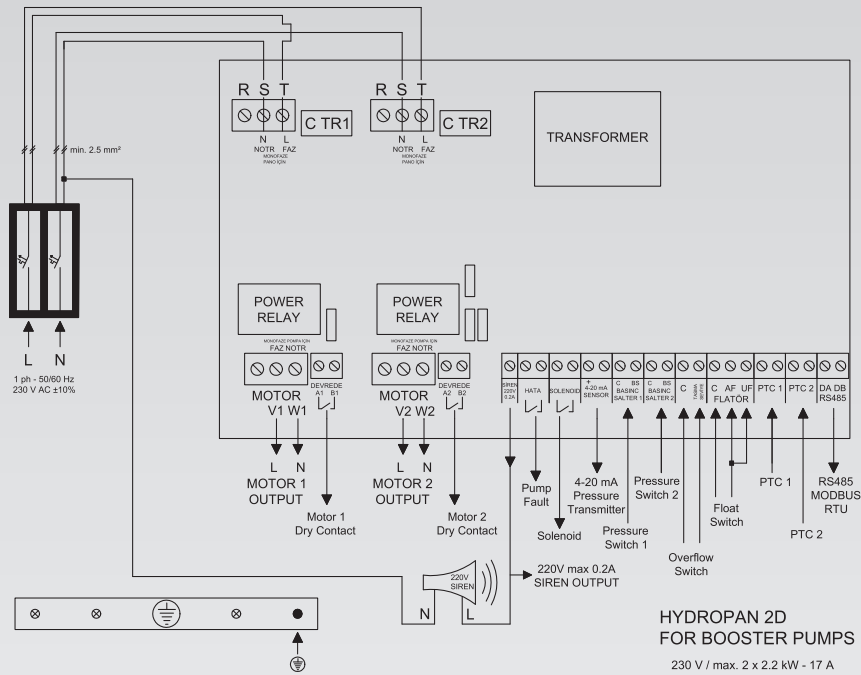 R S T
C TR1
N L
NOTR FAZ
MONOFAZE
PANO İÇİN
R S T
C TR2
N L
NOTR FAZ
MONOFAZE
PANO İÇİN
TRANSFORMER
min. 2.5 mm²
L N
1 ph - 50/60 Hz
230 V AC ±10%
POWER
RELAY
MONOFAZE POMPA İÇİN
FAZ NOTR
MOTOR
V1 W1
DEVREDE
A1 B1
POWER
RELAY
MONOFAZE POMPA İÇİN
FAZ NOTR
MOTOR
V2 W2
DEVREDE
A2 B2
SIREN
220V
0.2A
HATA
SOLENOID
+ -
4-20 mA
SENSOR
C BS
BASINC
SALTER 1
C BS
BASINC
SALTER 2
C
TAŞMA
C AF UF
FLATÖR
PTC 1
PTC 2
DA DB
RS485
L N
MOTOR 1
OUTPUT
Motor 1
Dry Contact
L N
MOTOR 2
OUTPUT
Motor 2
Dry Contact
Pump
Fault
Solenoid
4-20 mA
Pressure
Transmitter
Pressure
Switch 1
Pressure
Switch 2
Overflow
Switch
Float
Switch
PTC 1
PTC 2
RS485
MODBUS
RTU
220V
SIREN
N L
220V max 0.2A
SIREN OUTPUT
HYDROPAN 2D
FOR BOOSTER PUMPS
230 V / max. 2 x 2.2 kW - 17 A